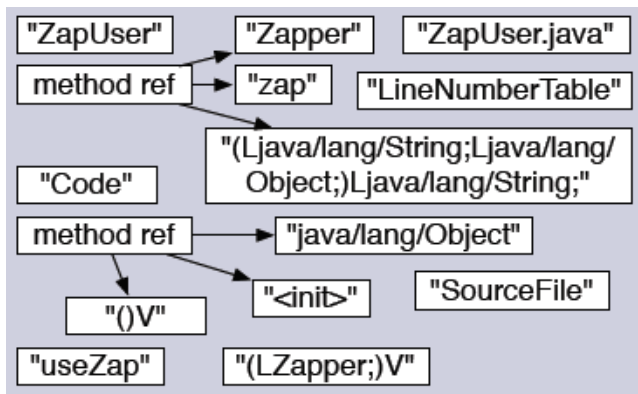 "ZapUser"
"Zapper"
"ZapUser.java"
method ref
"zap"
"LineNumberTable"
"(Ljava/lang/String;Ljava/lang/
Object;)Ljava/lang/String;"
"Code"
method ref
"java/lang/Object"
"()V"
"<init>"
"SourceFile"
"useZap"
"(LZapper;)V"